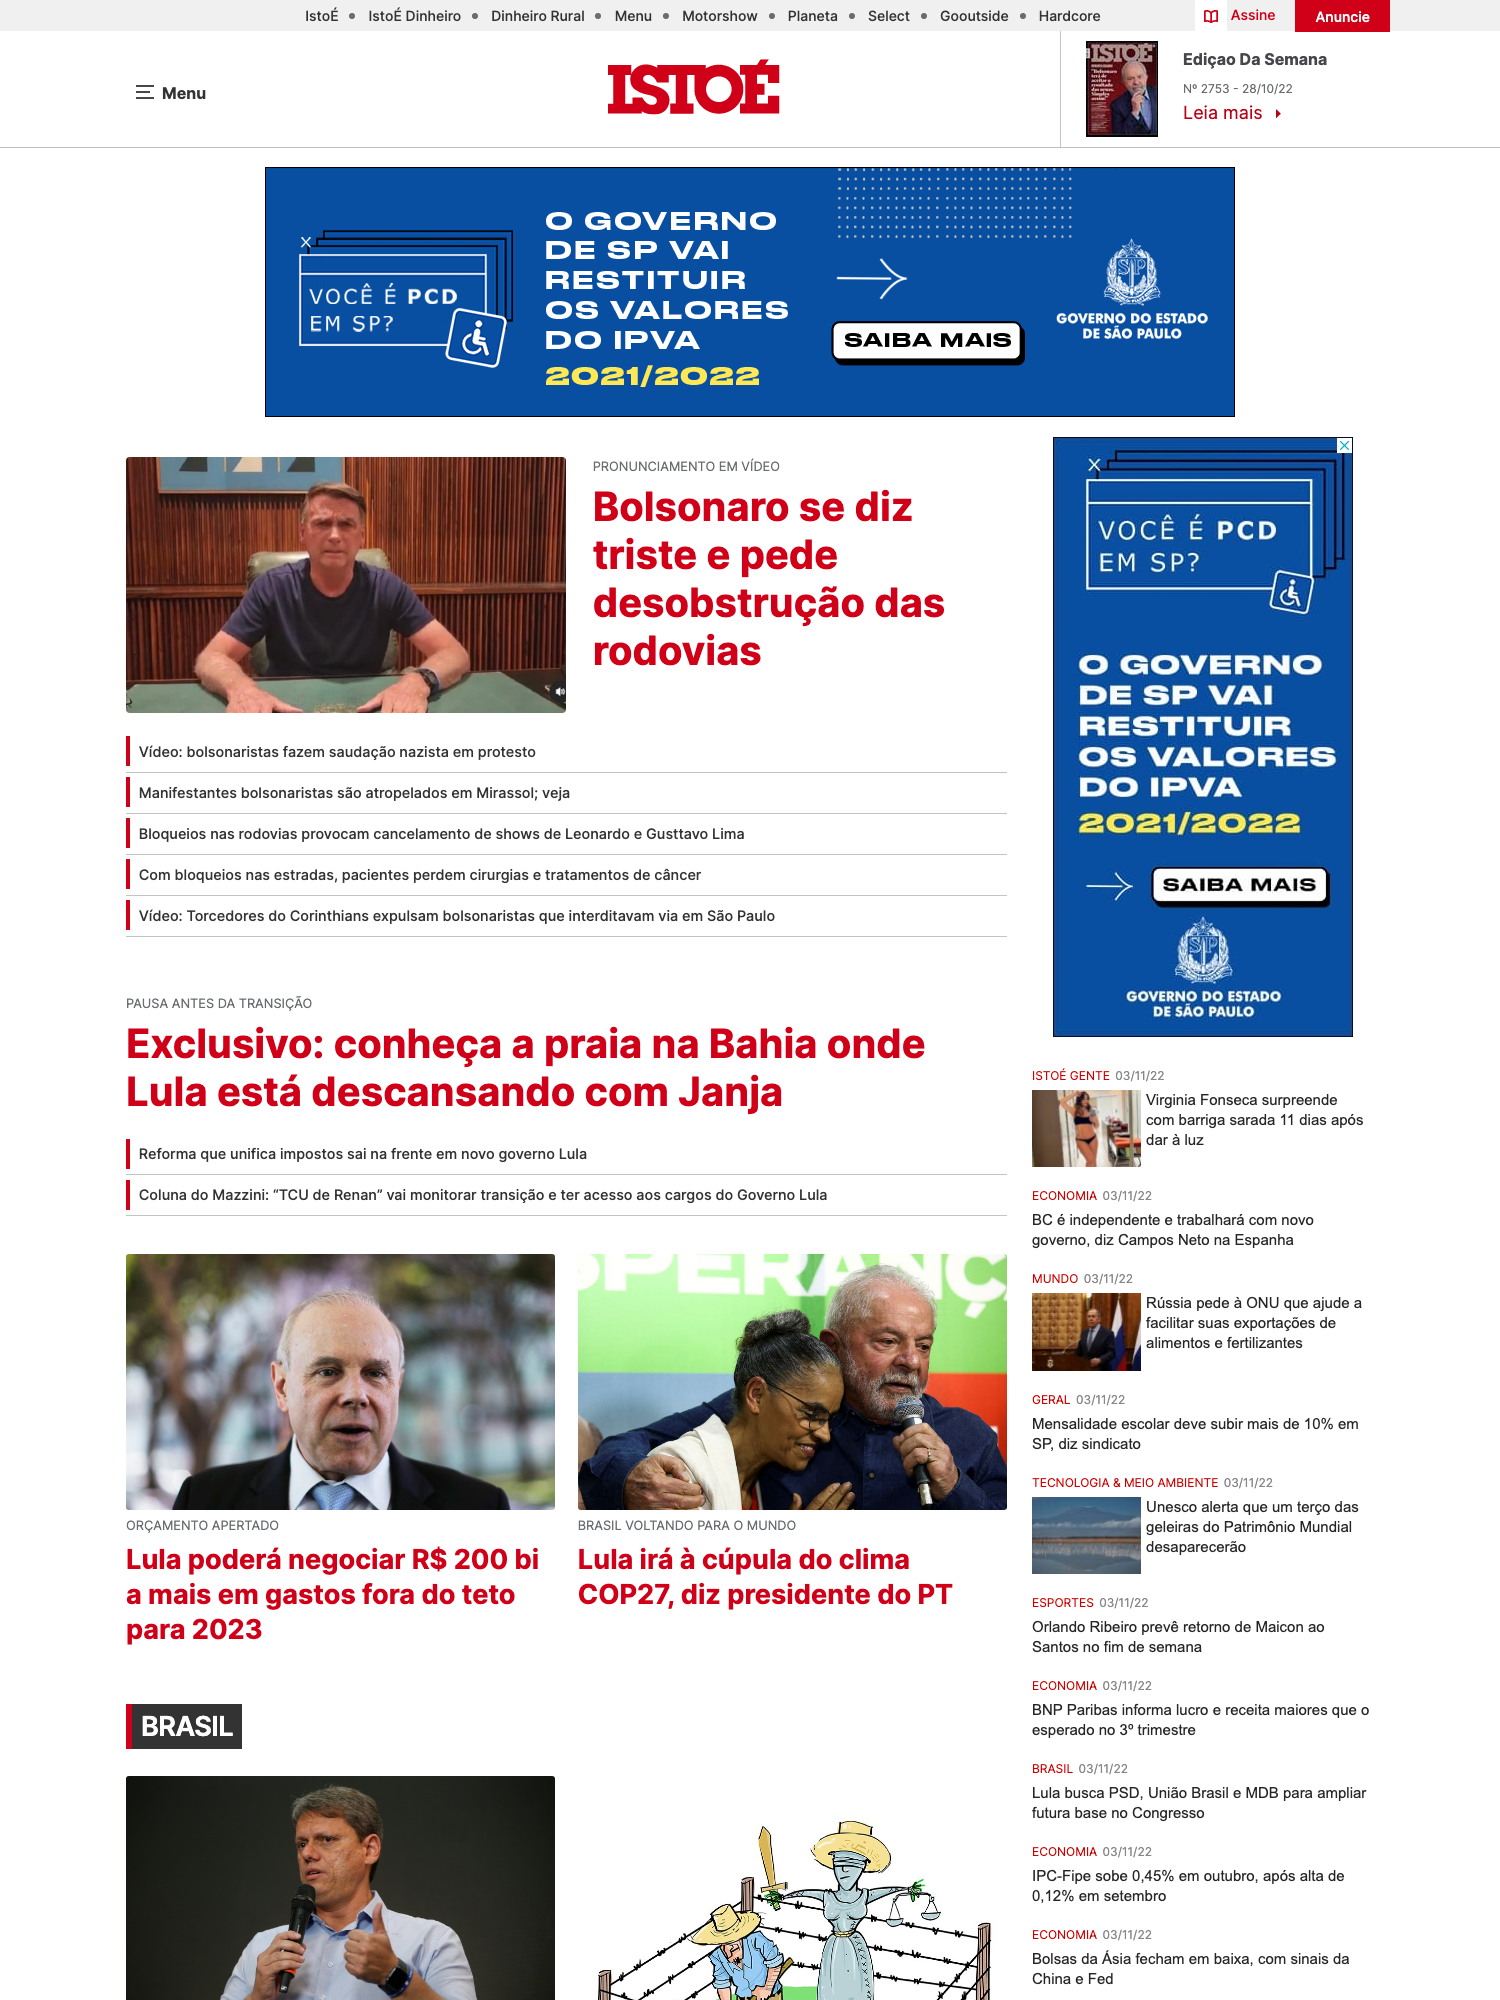 IstoÉ • IstoÉ Dinheiro • Dinheiro Rural • Menu • Motorshow • Planeta • Select • Gooutside • Hardcore
Assine
Anuncie
Menu
ISTOÉ
ISTOÉ
Ediçao Da Semana
Nº 2753 - 28/10/22
Leia mais
X
VOCÊ É PCD
EM SP?
O GOVERNO
DE SP VAI
RESTITUIR
OS VALORES
DO IPVA
2021/2022
SAIBA MAIS
SP
GOVERNO DO ESTADO
DE SÃO PAULO
PRONUNCIAMENTO EM VÍDEO
Bolsonaro se diz
triste e pede
desobstrução das
rodovias
Vídeo: bolsonaristas fazem saudação nazista em protesto
Manifestantes bolsonaristas são atropelados em Mirassol; veja
Bloqueios nas rodovias provocam cancelamento de shows de Leonardo e Gusttavo Lima
Com bloqueios nas estradas, pacientes perdem cirurgias e tratamentos de câncer
Vídeo: Torcedores do Corinthians expulsam bolsonaristas que interditavam via em São Paulo
PAUSA ANTES DA TRANSIÇÃO
Exclusivo: conheça a praia na Bahia onde
Lula está descansando com Janja
Reforma que unifica impostos sai na frente em novo governo Lula
Coluna do Mazzini: “TCU de Renan” vai monitorar transição e ter acesso aos cargos do Governo Lula
ORÇAMENTO APERTADO
Lula poderá negociar R$ 200 bi
a mais em gastos fora do teto
para 2023
SPERANÇ
BRASIL VOLTANDO PARA O MUNDO
Lula irá à cúpula do clima
COP27, diz presidente do PT
BRASIL
X
VOCÊ É PCD
EM SP?
O GOVERNO
DE SP VAI
RESTITUIR
OS VALORES
DO IPVA
2021/2022
SAIBA MAIS
SP
GOVERNO DO ESTADO
DE SÃO PAULO
ISTOÉ GENTE 03/11/22
Virginia Fonseca surpreende
com barriga sarada 11 dias após
dar à luz
ECONOMIA 03/11/22
BC é independente e trabalhará com novo
governo, diz Campos Neto na Espanha
MUNDO 03/11/22
Rússia pede à ONU que ajude a
facilitar suas exportações de
alimentos e fertilizantes
GERAL 03/11/22
Mensalidade escolar deve subir mais de 10% em
SP, diz sindicato
TECNOLOGIA & MEIO AMBIENTE 03/11/22
Unesco alerta que um terço das
geleiras do Patrimônio Mundial
desaparecerão
ESPORTES 03/11/22
Orlando Ribeiro prevê retorno de Maicon ao
Santos no fim de semana
ECONOMIA 03/11/22
BNP Paribas informa lucro e receita maiores que o
esperado no 3º trimestre
BRASIL 03/11/22
Lula busca PSD, União Brasil e MDB para ampliar
futura base no Congresso
ECONOMIA 03/11/22
IPC-Fipe sobe 0,45% em outubro, após alta de
0,12% em setembro
ECONOMIA 03/11/22
Bolsas da Ásia fecham em baixa, com sinais da
China e Fed